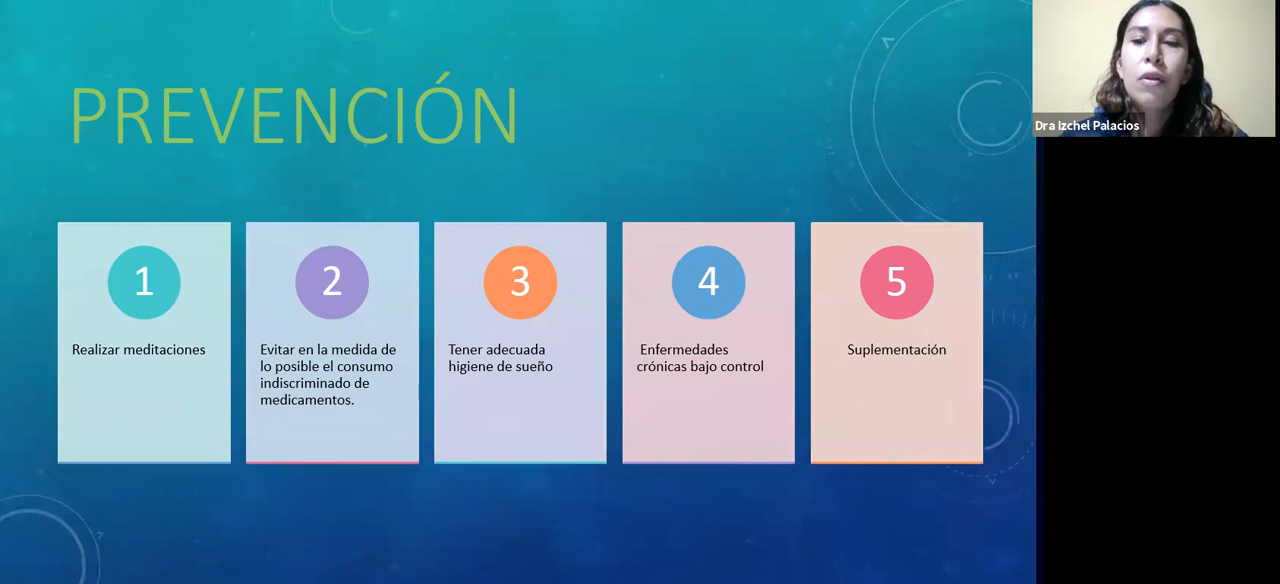 PREVENCIÓN
Dra Izchel Palacios
1
Realizar meditaciones
2
Evitar en la medida de
lo posible el consumo
indiscriminado de
medicamentos.
3
Tener adecuada
higiene de sueño
4
Enfermedades
crónicas bajo control
5
Suplementación